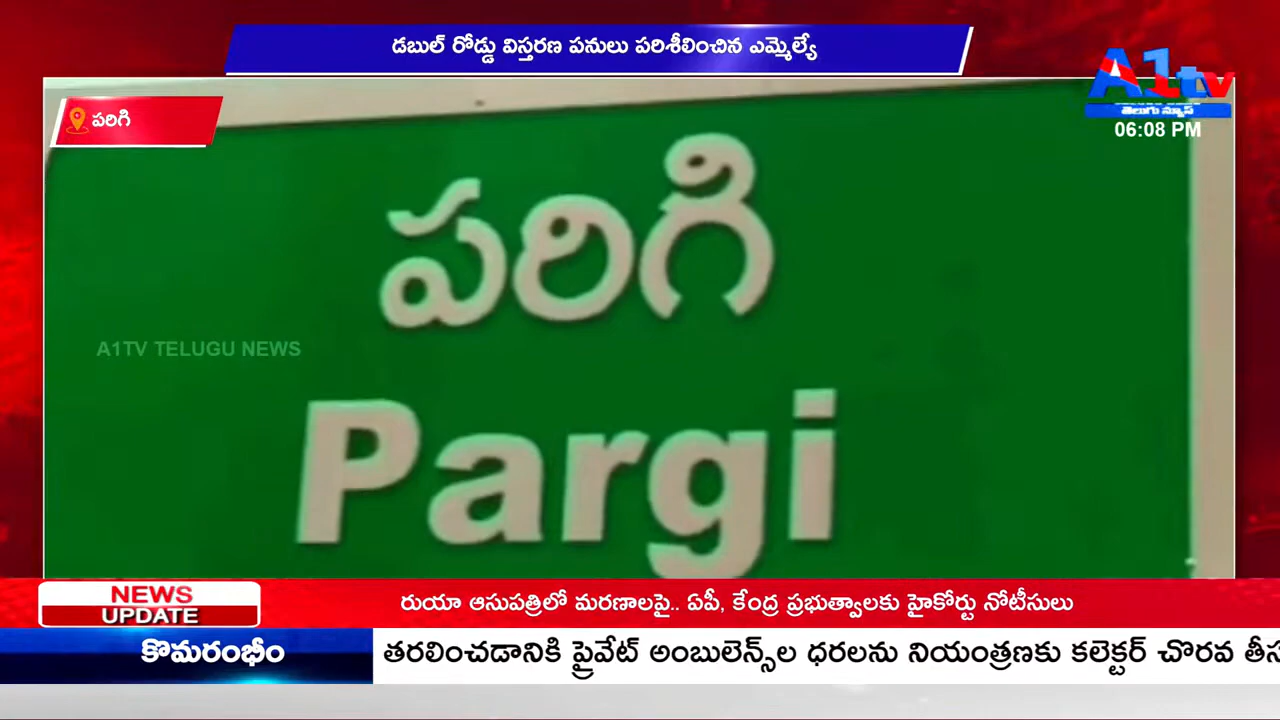 డబుల్ రోడ్డు విస్తరణ పనులు పరిశీలించిన ఎమ్మెల్యే
A1tv
తెలుగు న్యూస్
06:08 PM
పరిగి
పరిగి
A1TV TELUGU NEWS
Pargi
NEWS
UPDATE
రుయా ఆసుపత్రిలో మరణాలపై.. ఏపీ, కేంద్ర ప్రభుత్వాలకు హైకోర్టు నోటీసులు
కొమరంభీం
తరలించడానికి ప్రైవేట్ అంబులెన్స్‌ల ధరలను నియంత్రణకు కలెక్టర్ చొరవ